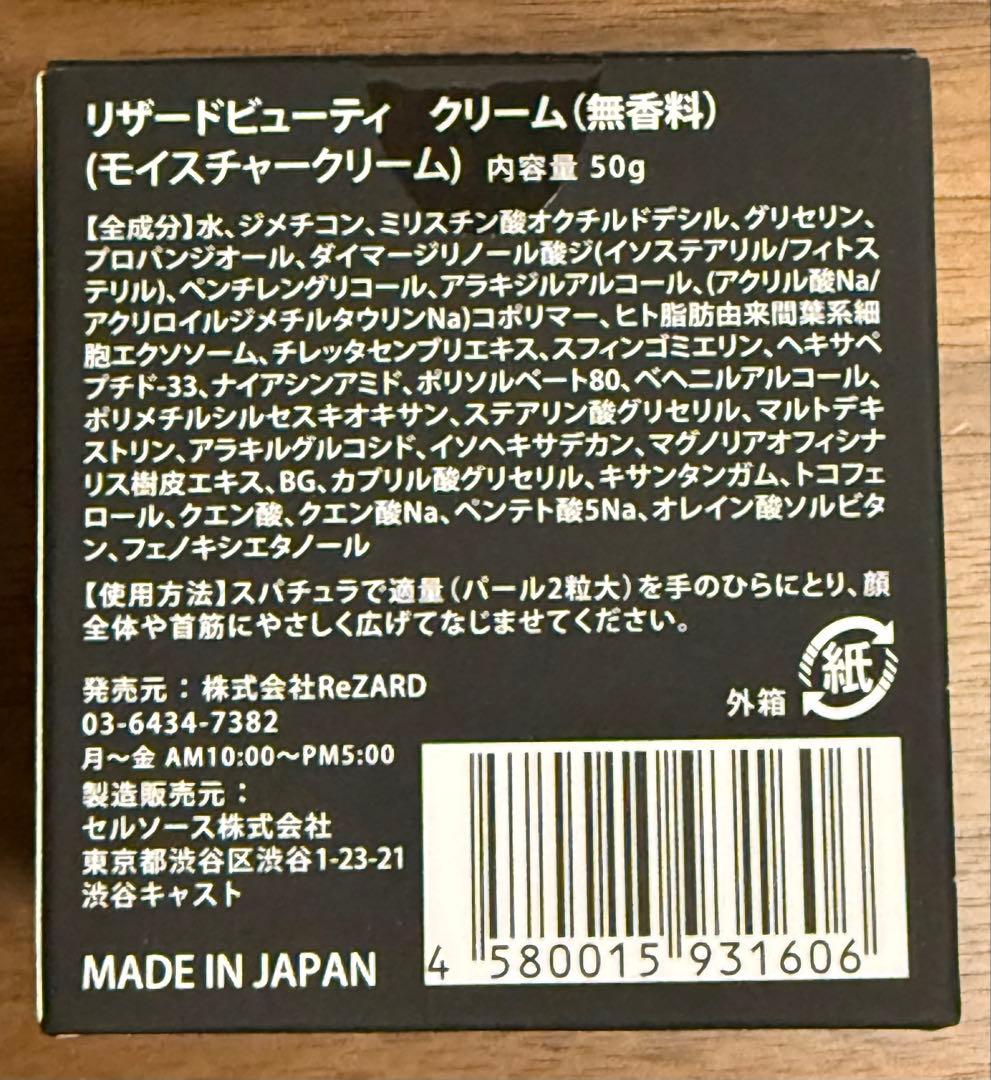 リザードビューティ　クリーム（無香料）
(モイスチャークリーム)　内容量 50g
【全成分】水、ジメチコン、ミリスチン酸オクチルドデシル、グリセリン、
プロパンジオール、ダイマージリノール酸ジ(イソステアリル/フィトス
テリル)、ペンチレングリコール、アラキジルアルコール、(アクリル酸Na/
アクリロイルジメチルタウリンNa)コポリマー、ヒト脂肪由来間葉系細
胞エクソソーム、チレッタセンブリエキス、スフィンゴミエリン、ヘキサペ
プチド-33、ナイアシンアミド、ポリソルベート80、ベヘニルアルコール、
ポリメチルシルセスキオキサン、ステアリン酸グリセリル、マルトデキ
ストリン、アラキルグルコシド、イソヘキサデカン、マグノリアオフィシナ
リス樹皮エキス、BG、カプリル酸グリセリル、キサンタンガム、トコフェ
ロール、クエン酸、クエン酸Na、ペンテト酸5Na、オレイン酸ソルビタ
ン、フェノキシエタノール
【使用方法】スパチュラで適量（パール2粒大）を手のひらにとり、顔
全体や首筋にやさしく広げてなじませてください。
発売元：株式会社ReZARD
03-6434-7382
月～金 AM10:00～PM5:00
製造販売元：
セルソース株式会社
東京都渋谷区渋谷1-23-21
渋谷キャスト
外箱 紙
MADE IN JAPAN
4 580015 931606